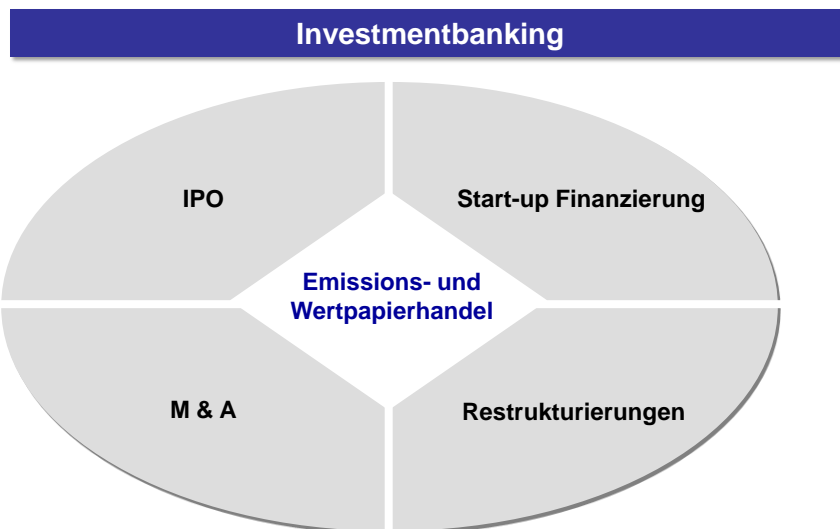 Investmentbanking
IPO
Start-up Finanzierung
Emissions- und
Wertpapierhandel
M & A
Restrukturierungen